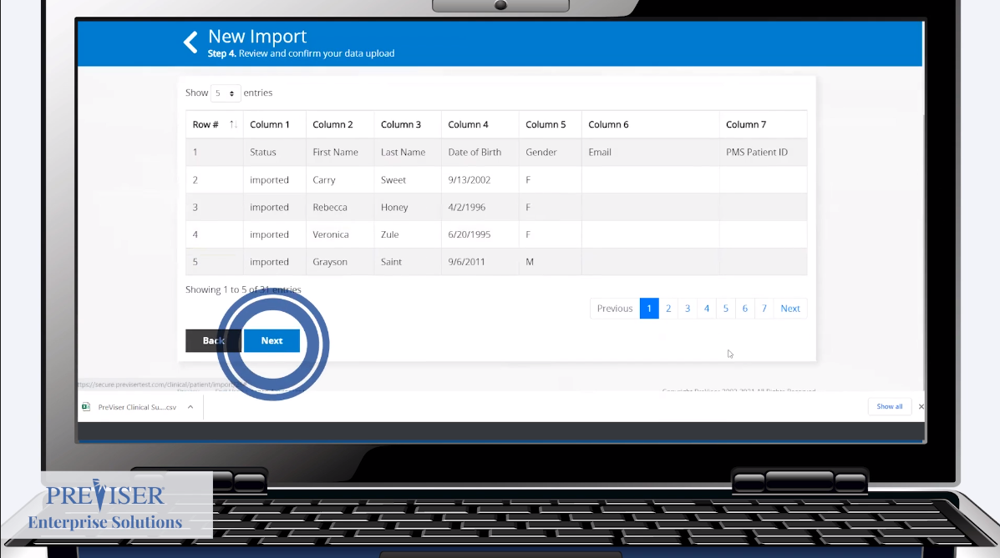 New Import
Step 4. Review and confirm your data upload
Show 5 entries
Row # Column 1 Column 2 Column 3 Column 4 Column 5 Column 6 Column 7
1 Status First Name Last Name Date of Birth Gender Email PMS Patient ID
2 imported Carry Sweet 9/13/2002 F
3 imported Rebecca Honey 4/2/1996 F
4 imported Veronica Zule 6/20/1995 F
5 imported Grayson Saint 9/6/2011 M
Showing 1 to 5 of 31 entries
Previous 1 2 3 4 5 6 7 Next
Back Next
ttps://secure.previsertest.com/clinical/patient/import
Copyright PreViser 2003-2021 All Rights Reserved
PreViser Clinical Su....csv
Show all
PREVISER
Enterprise Solutions